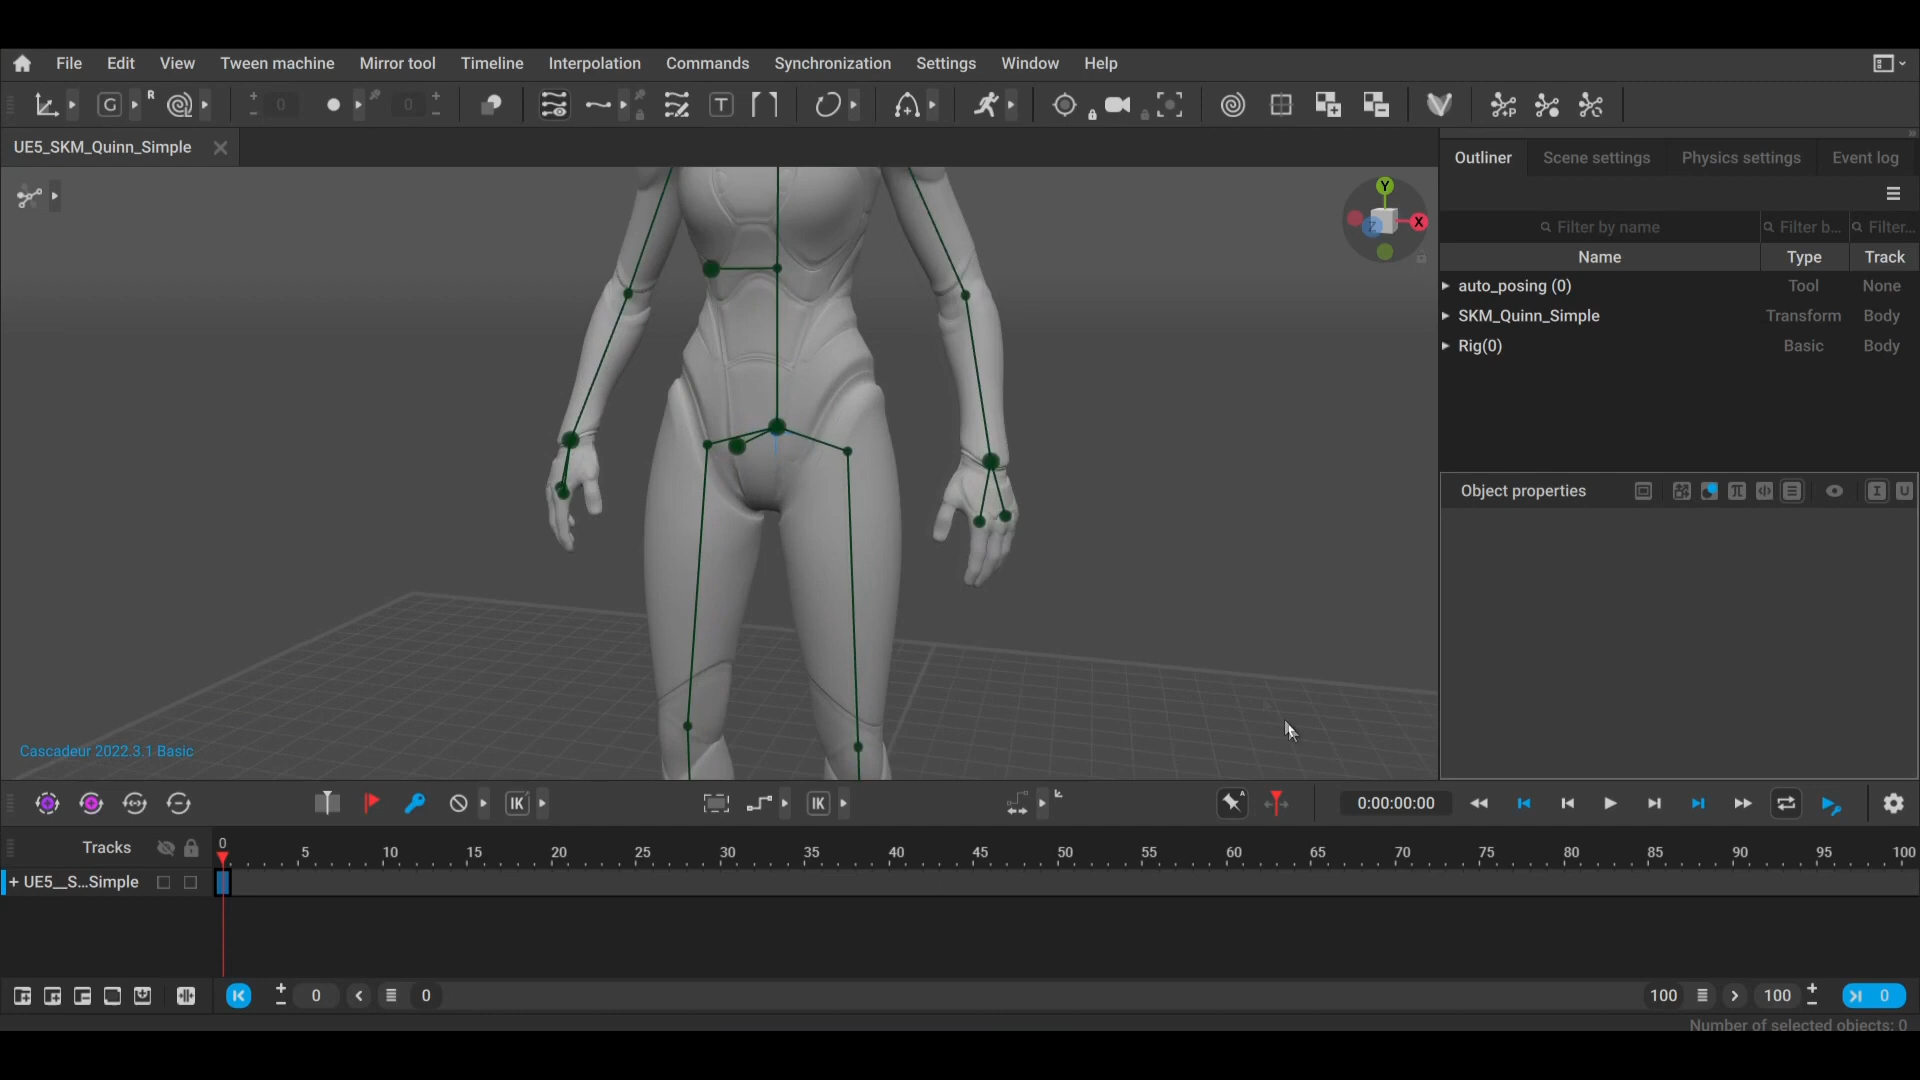 File Edit View Tween machine Mirror tool Timeline Interpolation Commands Synchronization Settings Window Help
G R 0 0 T
UE5_SKM_Quinn_Simple
Y
X
Z
Outliner Scene settings Physics settings Event log
Filter by name Filter b... Filter...
Name Type Track
auto_posing (0) Tool None
SKM_Quinn_Simple Transform Body
Rig(0) Basic Body
Object properties
Cascadeur 2022.3.1 Basic
IK IK 0:00:00:00
Tracks 0 5 10 15 20 25 30 35 40 45 50 55 60 65 70 75 80 85 90 95 100
+ UE5__S...Simple
0 0 100 100 0
Number of selected objects: 0